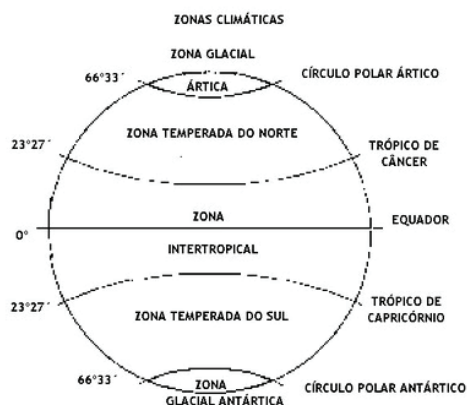 ZONAS CLIMÁTICAS
ZONA GLACIAL
66°33´
ÁRTICA
CÍRCULO POLAR ÁRTICO
ZONA TEMPERADA DO NORTE
23°27´
TRÓPICO DE
CÂNCER
ZONA
EQUADOR
0°
INTERTROPICAL
23°27´
ZONA TEMPERADA DO SUL
TRÓPICO DE
CAPRICÓRNIO
66°33´
ZONA
CÍRCULO POLAR ANTÁRTICO
GLACIAL ANTÁRTICA